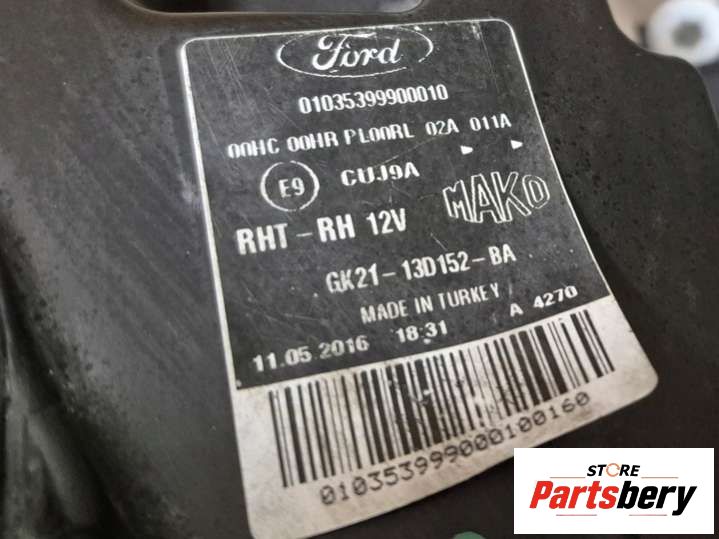 Ford
01035399900010
00HC 00HR PL00RL 02A 011A
E9 CUJ9A
RHT-RH 12V MAKO
GK21-13D152-BA
MADE IN TURKEY
11.05.2016 18:31 A 4270
010353999000100160
STORE
Partsbery